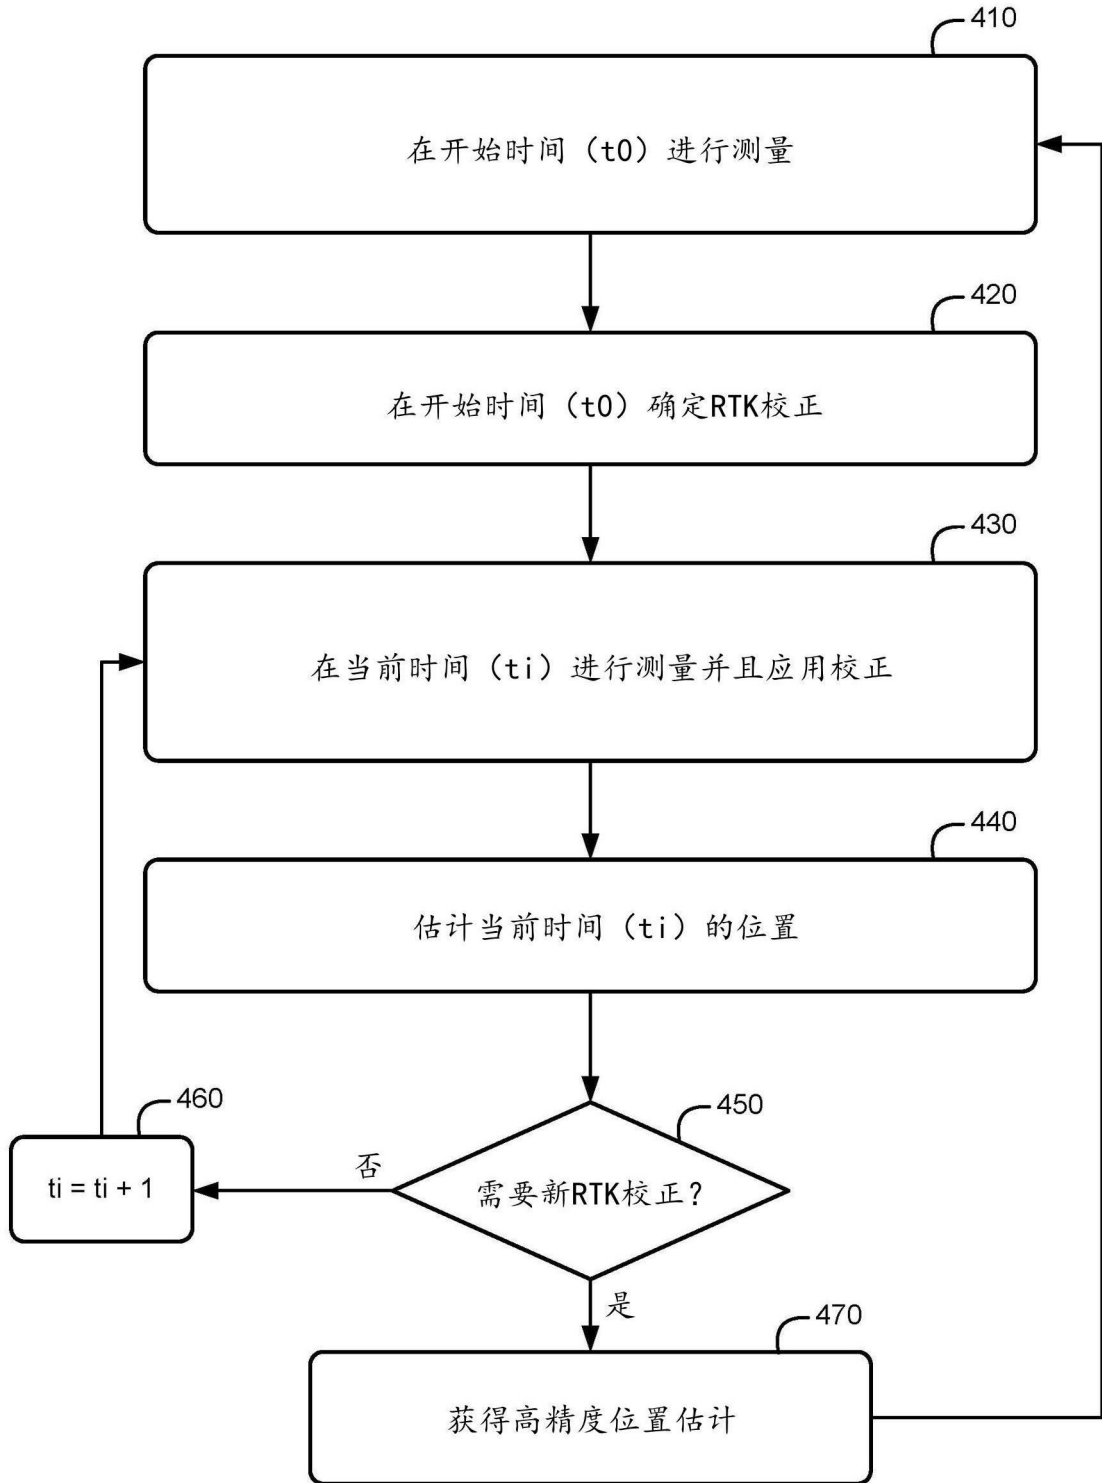 410
在开始时间（t0）进行测量
420
在开始时间（t0）确定RTK校正
430
在当前时间（ti）进行测量并且应用校正
440
估计当前时间（ti）的位置
450
460
否
需要新RTK校正？
ti = ti + 1
是
470
获得高精度位置估计